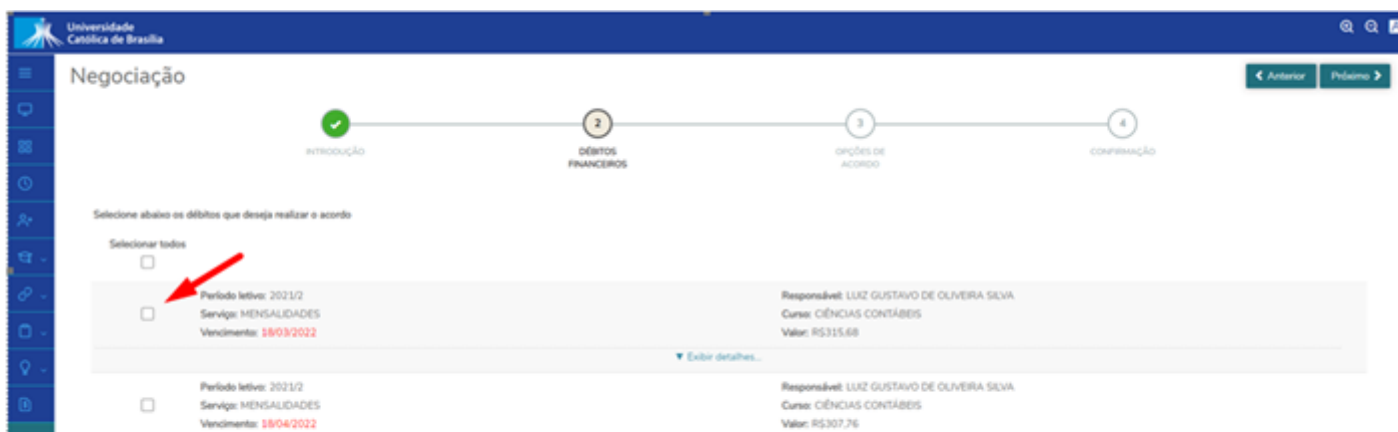 Universidade
Católica de Brasília
Negociação
Anterior
Próximo
2
3
4
INTRODUÇÃO
DÉBITOS
FINANCEIROS
OPÇÕES DE
ACORDO
CONFIRMAÇÃO
Selecione abaixo os débitos que deseja realizar o acordo
Selecionar todos
Período letivo: 2021/2
Serviço: MENSALIDADES
Vencimento: 18/03/2022
Responsável: LUIZ GUSTAVO DE OLIVEIRA SILVA
Curso: CIÊNCIAS CONTÁBEIS
Valor: R$315,68
▼ Exibir detalhes...
Período letivo: 2021/2
Serviço: MENSALIDADES
Vencimento: 18/04/2022
Responsável: LUIZ GUSTAVO DE OLIVEIRA SILVA
Curso: CIÊNCIAS CONTÁBEIS
Valor: R$307,76